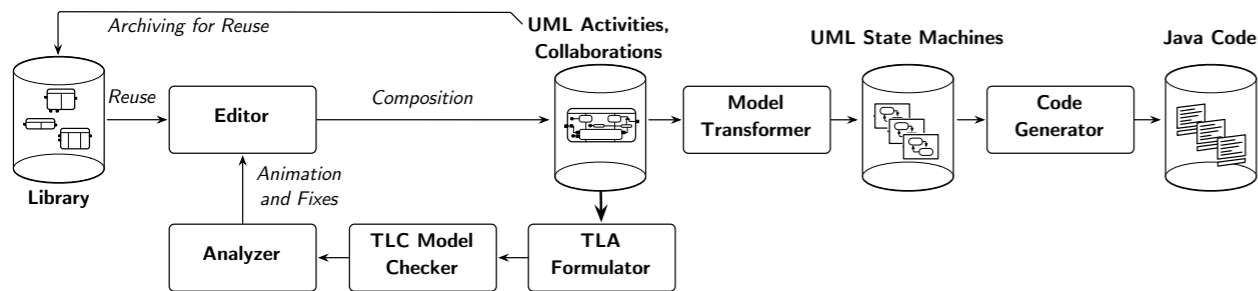 Archiving for Reuse
UML Activities,
Collaborations
UML State Machines
Java Code
Reuse
Editor
Composition
Model
Transformer
Code
Generator
Library
Animation
and Fixes
Analyzer
TLC Model
Checker
TLA
Formulator